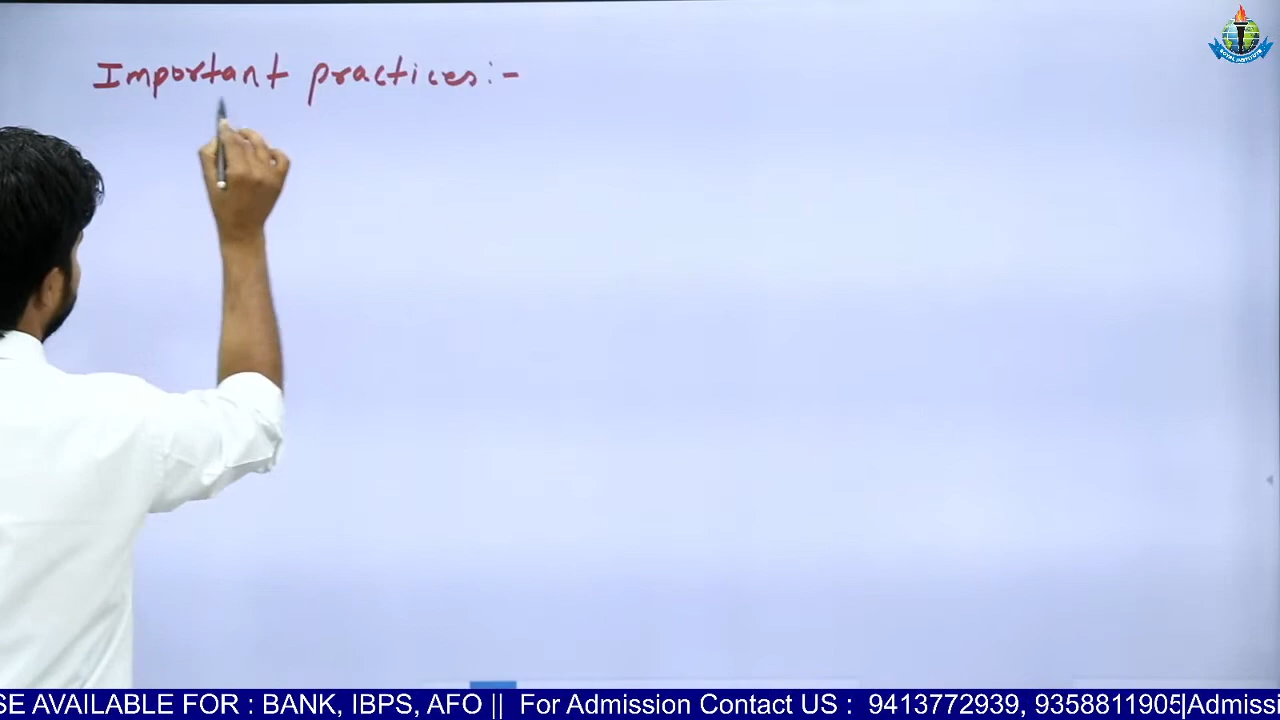 Important practices:-
SE AVAILABLE FOR : BANK, IBPS, AFO || For Admission Contact US : 9413772939, 9358811905|Admissi